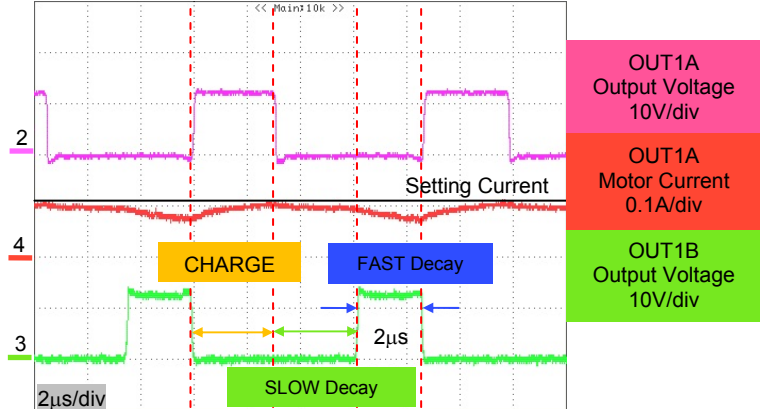 << Main:10k >>
2
4
3
Setting Current
CHARGE
FAST Decay
2μs
SLOW Decay
2μs/div
OUT1A
Output Voltage
10V/div
OUT1A
Motor Current
0.1A/div
OUT1B
Output Voltage
10V/div